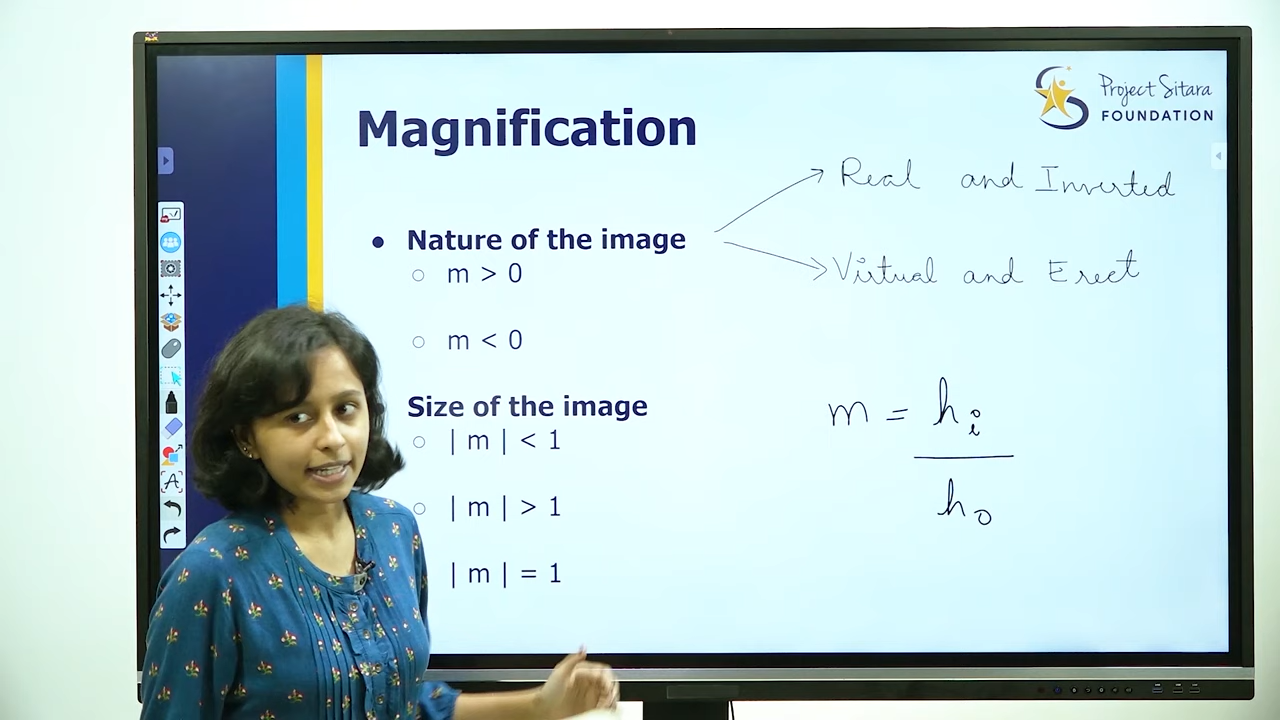 Project Sitara
FOUNDATION
Magnification
Real and Inverted
● Nature of the image
○ m > 0
Virtual and Erect
○ m < 0
Size of the image
m = hᵢ / h₀
○ | m | < 1
○ | m | > 1
| m | = 1